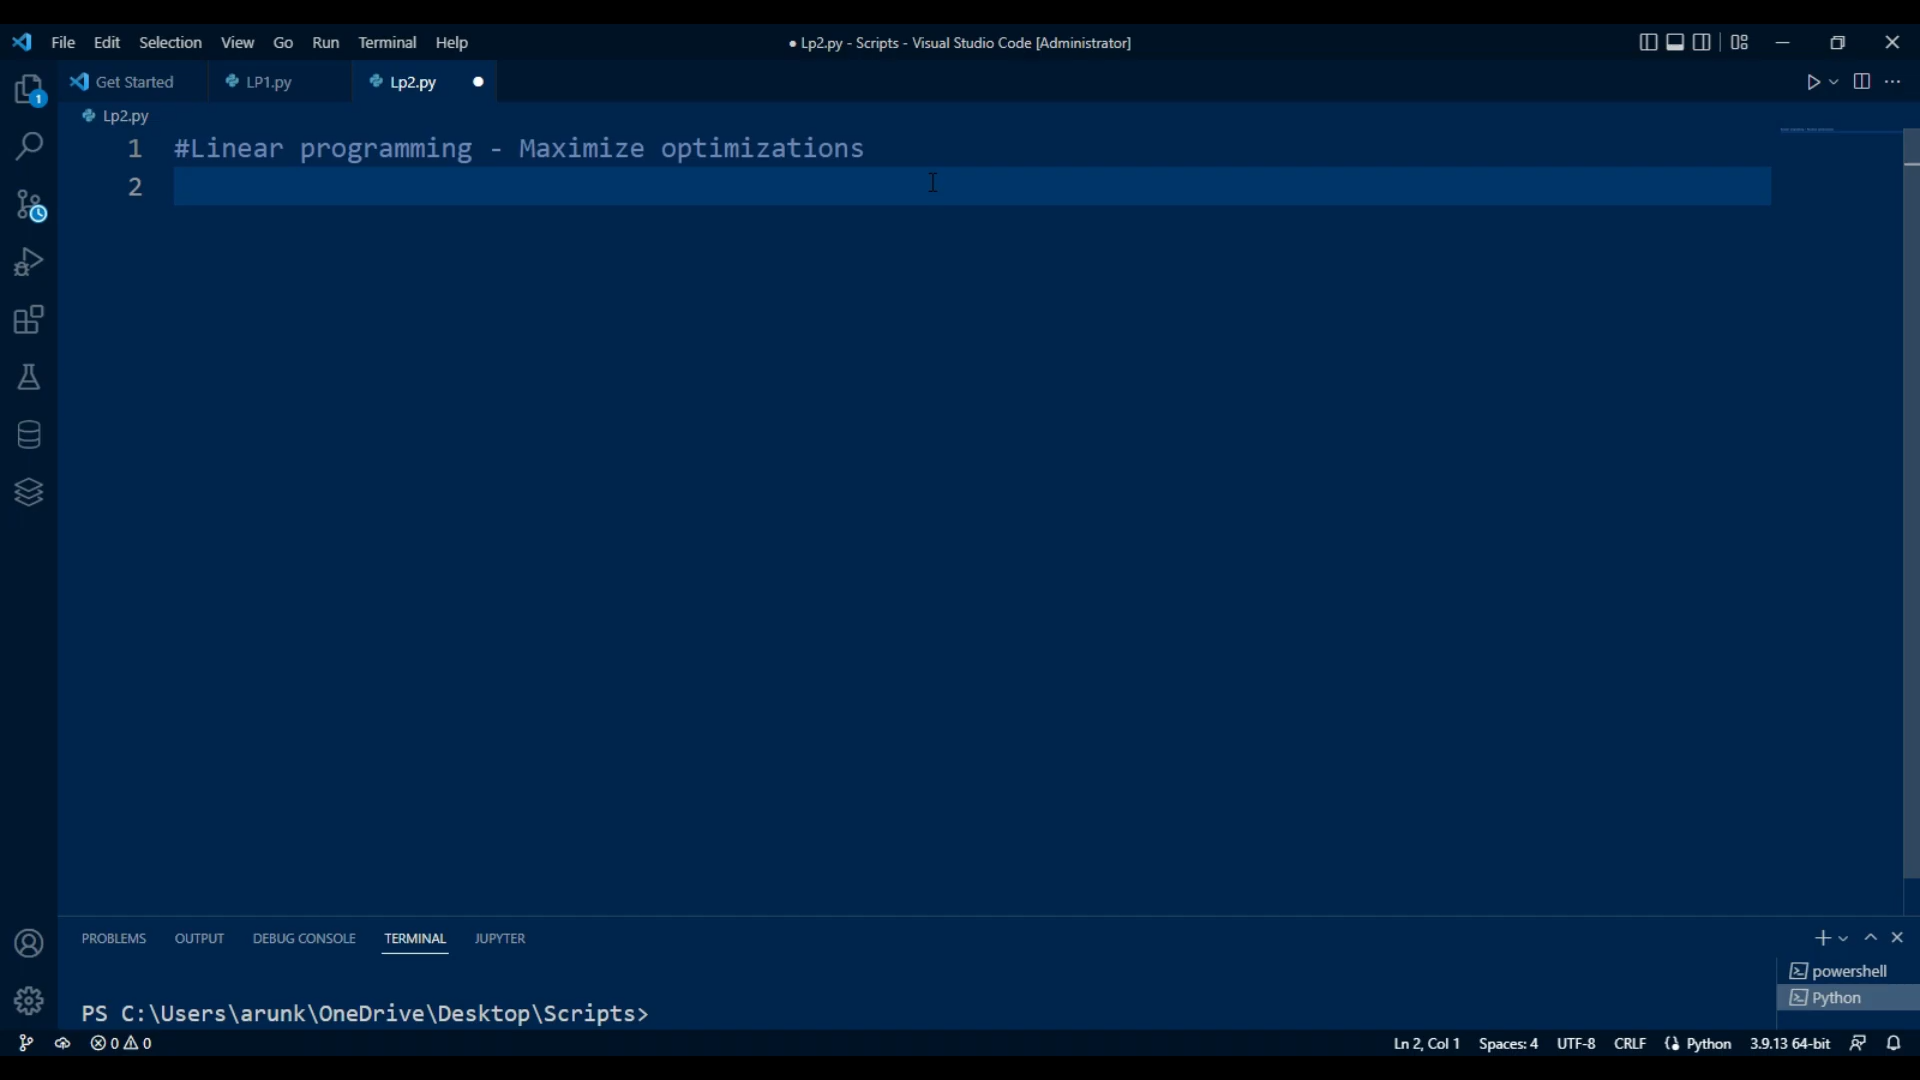 File Edit Selection View Go Run Terminal Help
● Lp2.py - Scripts - Visual Studio Code [Administrator]
Get Started LP1.py Lp2.py
Lp2.py
1 #Linear programming - Maximize optimizations
2
1
PROBLEMS OUTPUT DEBUG CONSOLE TERMINAL JUPYTER
powershell
Python
PS C:\Users\arunk\OneDrive\Desktop\Scripts>
0 0 Ln 2, Col 1 Spaces: 4 UTF-8 CRLF Python 3.9.13 64-bit